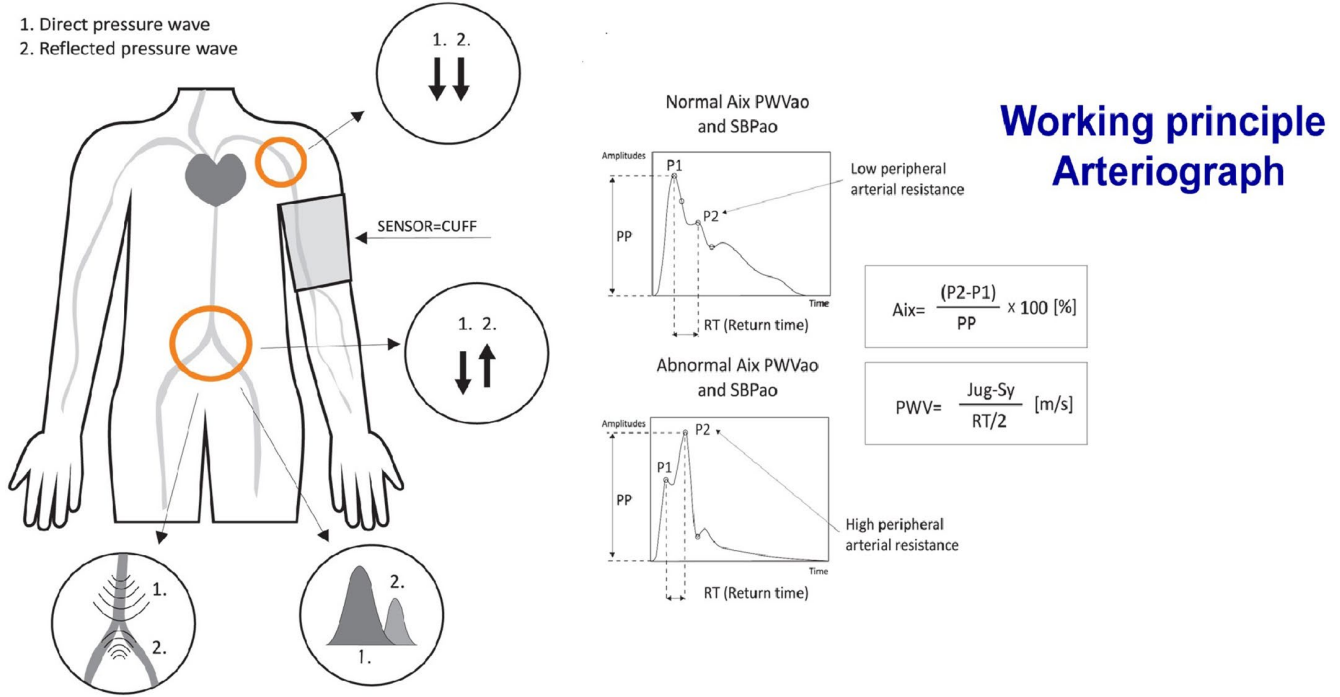 1. Direct pressure wave
2. Reflected pressure wave
1. 2.
SENSOR=CUFF
1. 2.
1.
2.
2.
1.
Normal Aix PWVao
and SBPao
Amplitudes
P1
P2
PP
Time
RT (Return time)
Low peripheral
arterial resistance
Abnormal Aix PWVao
and SBPao
Amplitudes
P2
P1
PP
Time
RT (Return time)
High peripheral
arterial resistance
Working principle
Arteriograph
(P2-P1)
Aix= x 100 [%]
PP
Jug-Sy
PWV= [m/s]
RT/2